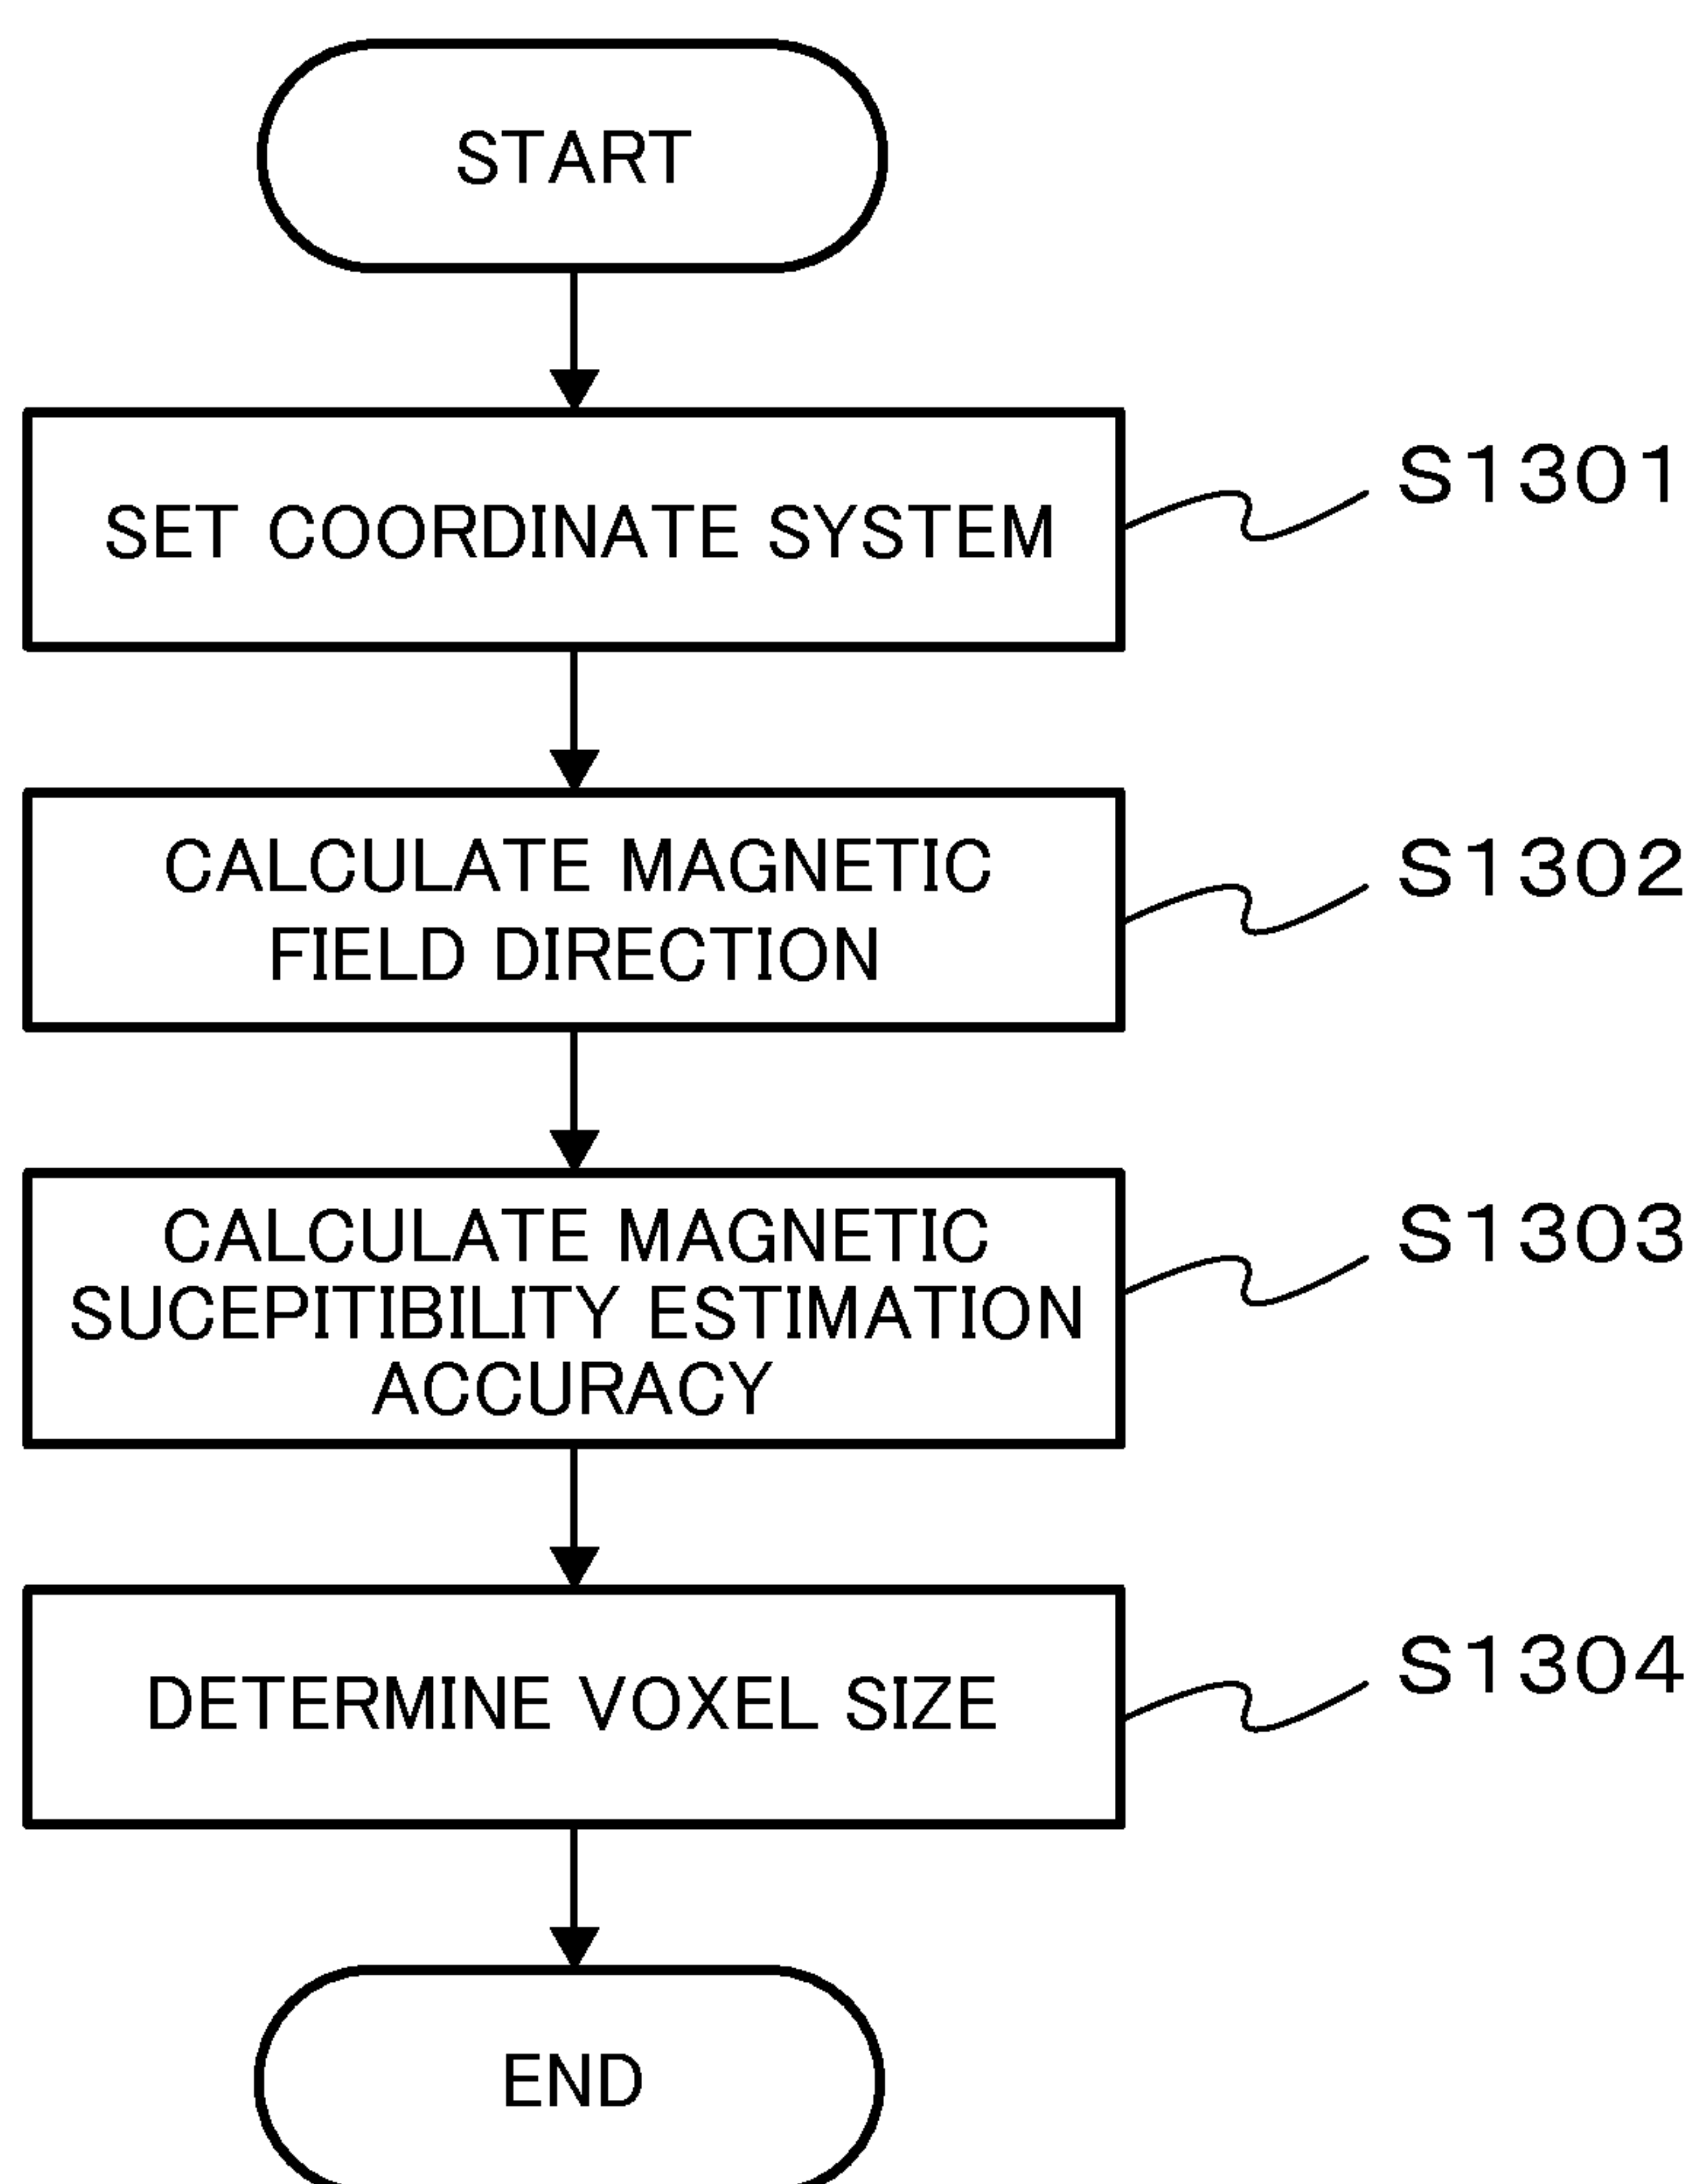 START
SET COORDINATE SYSTEM
S1301
CALCULATE MAGNETIC
FIELD DIRECTION
S1302
CALCULATE MAGNETIC
SUCEPITIBILITY ESTIMATION
ACCURACY
S1303
DETERMINE VOXEL SIZE
S1304
END